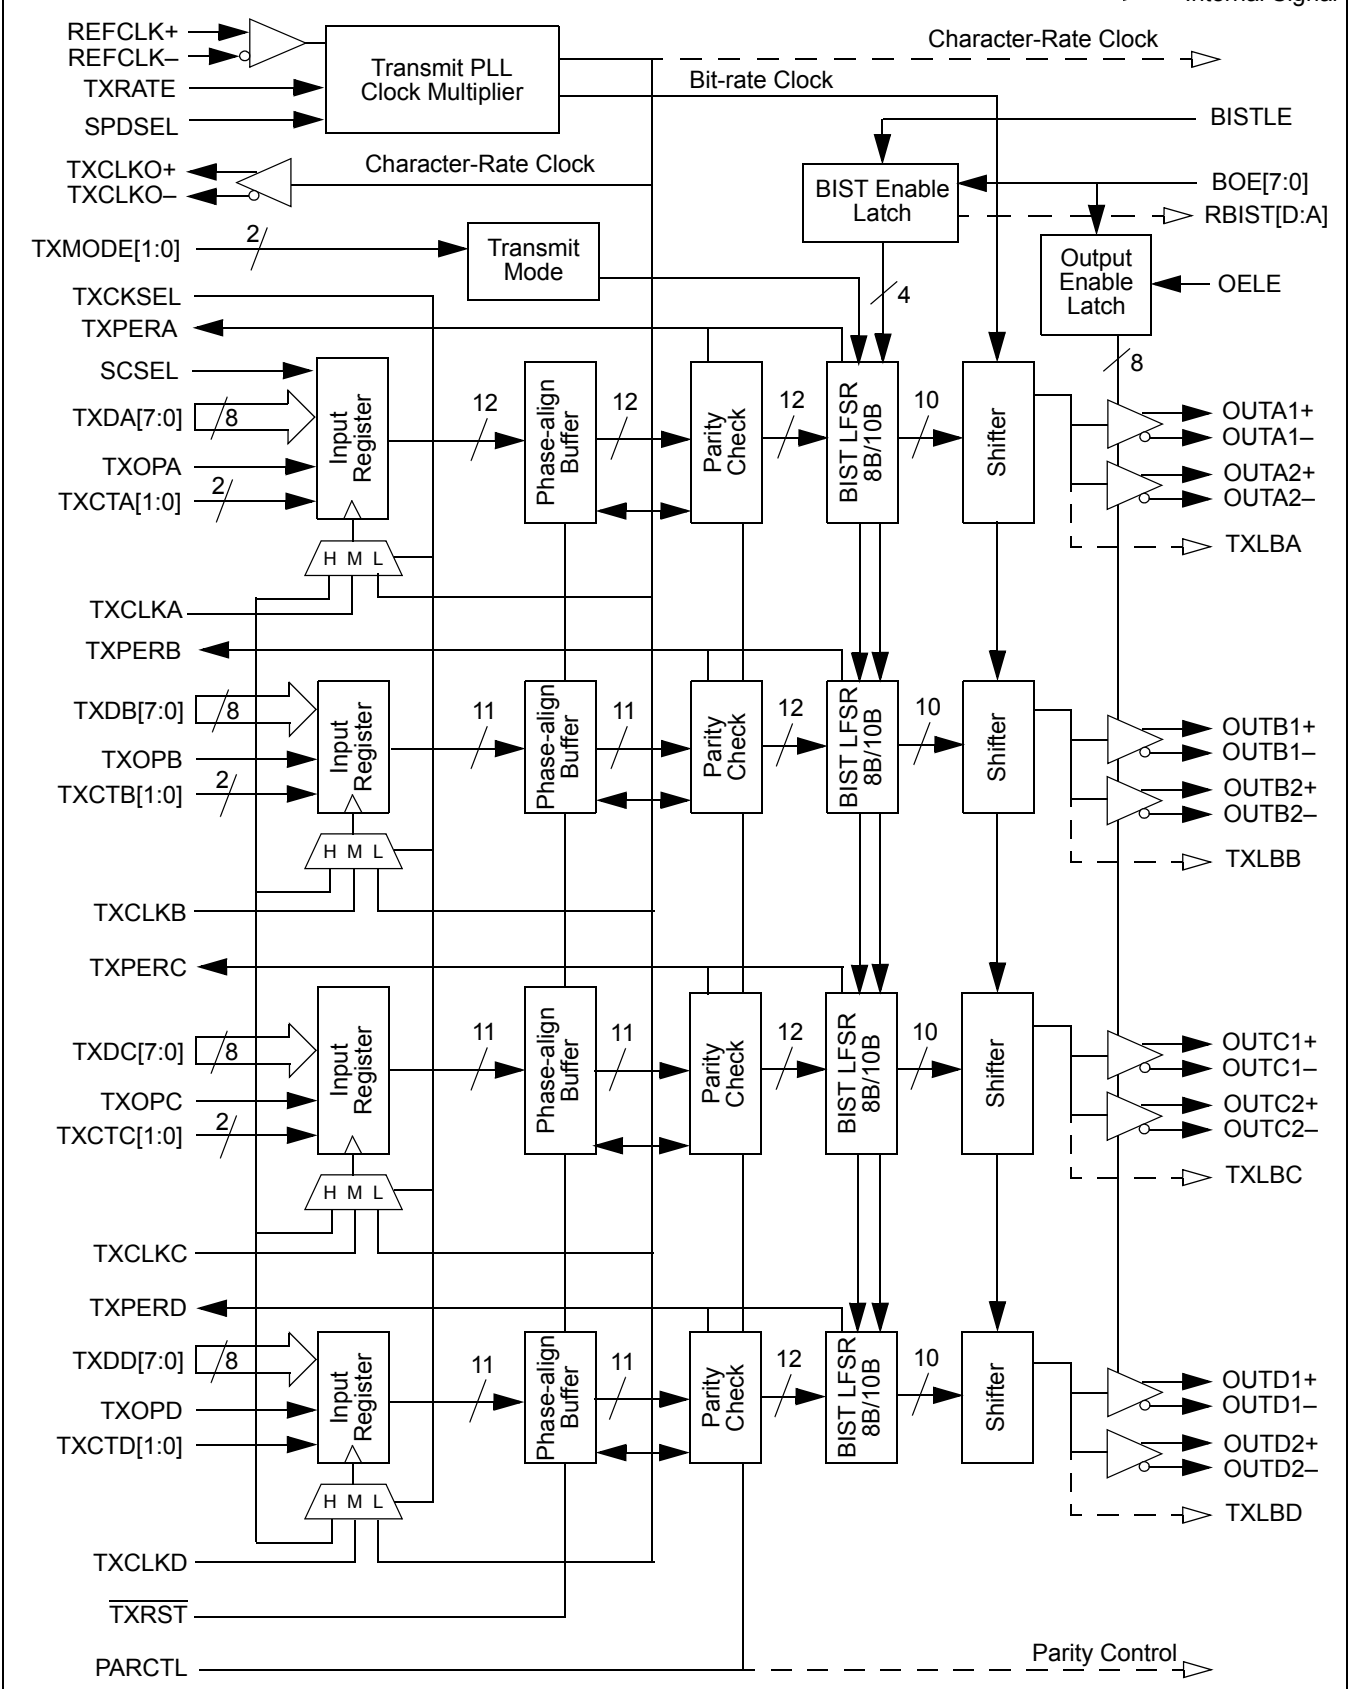 Internal Signal
REFCLK+
REFCLK–
TXRATE
SPDSEL
Transmit PLL
Clock Multiplier
Character-Rate Clock
Bit-rate Clock
BISTLE
TXCLKO+
TXCLKO–
Character-Rate Clock
BIST Enable
Latch
BOE[7:0]
RBIST[D:A]
TXMODE[1:0]
2
Transmit
Mode
Output
Enable
Latch
OELE
4
8
TXCKSEL
TXPERA
SCSEL
TXDA[7:0]
8
TXOPA
TXCTA[1:0]
2
Input
Register
12
Phase-align
Buffer
12
Parity
Check
12
BIST LFSR
8B/10B
10
Shifter
OUTA1+
OUTA1–
OUTA2+
OUTA2–
TXLBA
H M L
TXCLKA
TXPERB
TXDB[7:0]
8
TXOPB
TXCTB[1:0]
2
Input
Register
11
Phase-align
Buffer
11
Parity
Check
12
BIST LFSR
8B/10B
10
Shifter
OUTB1+
OUTB1–
OUTB2+
OUTB2–
TXLBB
H M L
TXCLKB
TXPERC
TXDC[7:0]
8
TXOPC
TXCTC[1:0]
2
Input
Register
11
Phase-align
Buffer
11
Parity
Check
12
BIST LFSR
8B/10B
10
Shifter
OUTC1+
OUTC1–
OUTC2+
OUTC2–
TXLBC
H M L
TXCLKC
TXPERD
TXDD[7:0]
8
TXOPD
TXCTD[1:0]
Input
Register
11
Phase-align
Buffer
11
Parity
Check
12
BIST LFSR
8B/10B
10
Shifter
OUTD1+
OUTD1–
OUTD2+
OUTD2–
TXLBD
H M L
TXCLKD
TXRST
PARCTL
Parity Control